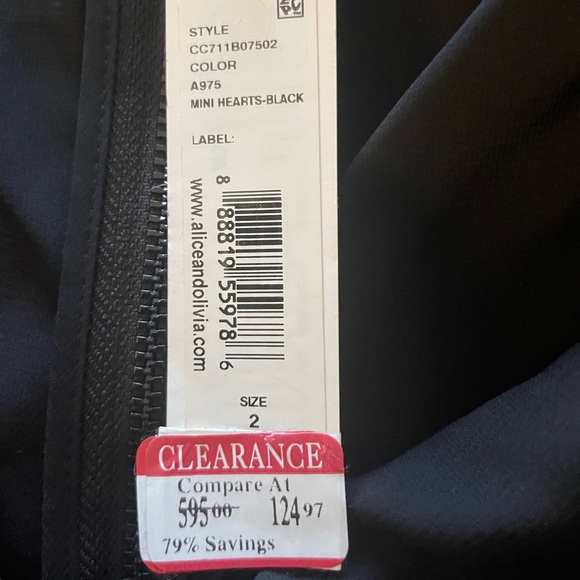 STYLE
CC711B07502
COLOR
A975
MINI HEARTS-BLACK
LABEL:
8 88819 55978 6
www.aliceandolivia.com
SIZE
2
CLEARANCE
Compare At
595 00 124 97
79% Savings